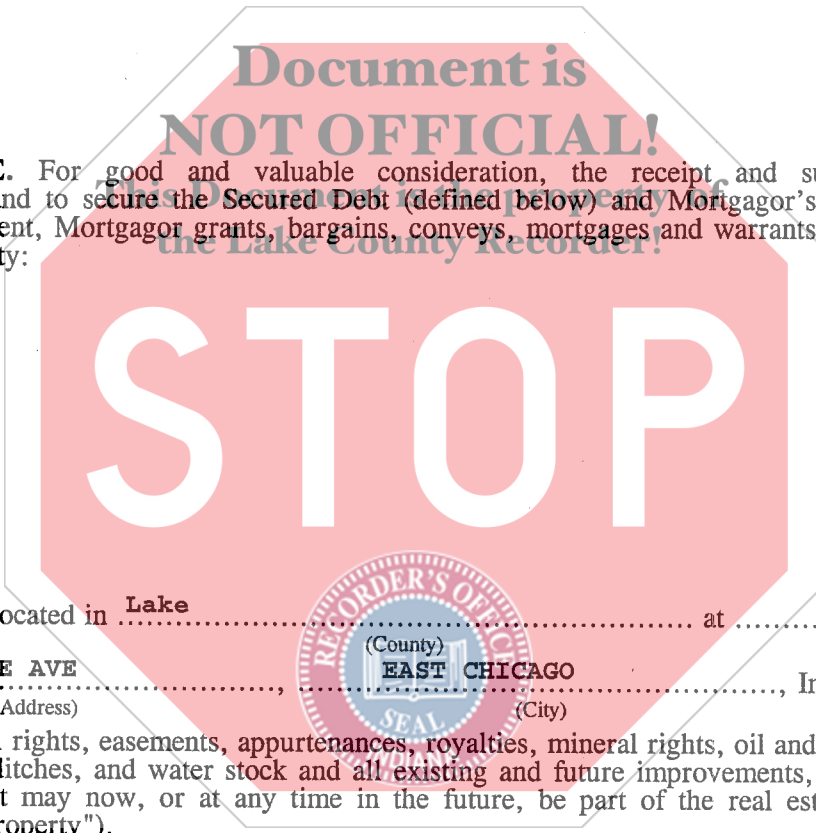 Document is
NOT OFFICIAL!
E. For good and valuable consideration, the receipt and su
This Document is the property of
nd to secure the Secured Debt (defined below) and Mortgagor's
ent, Mortgagor grants, bargains, conveys, mortgages and warrants,
the Lake County Recorder!
ty:
STOP
ocated in Lake at
(County)
E AVE, EAST CHICAGO, In
Address) (City)
RECORDER'S OFFICE
SEAL
INDIANA
rights, easements, appurtenances, royalties, mineral rights, oil and
litches, and water stock and all existing and future improvements,
t may now, or at any time in the future, be part of the real est
roperty").